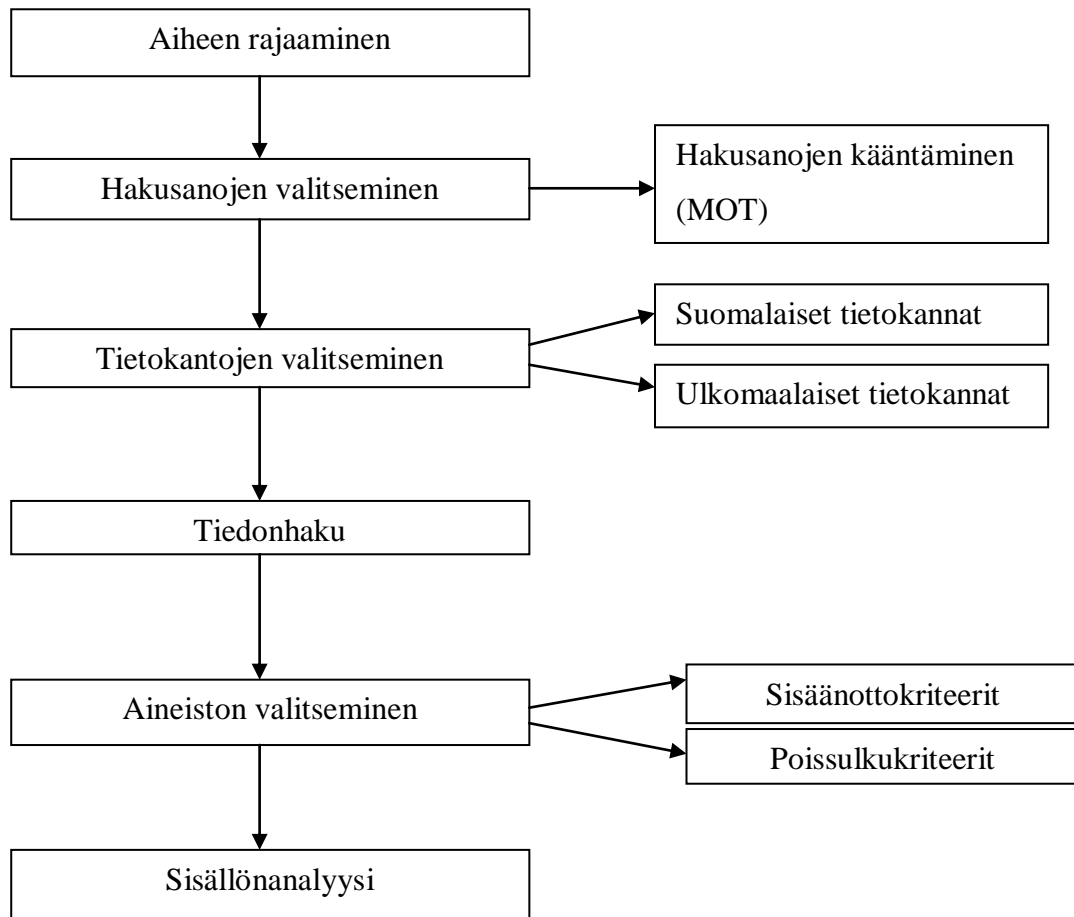 Aiheen rajaaminen
Hakusanojen valitseminen
Hakusanojen kääntäminen
(MOT)
Tietokantojen valitseminen
Suomalaiset tietokannat
Ulkomaalaiset tietokannat
Tiedonhaku
Aineiston valitseminen
Sisäänottokriteerit
Poissulkukriteerit
Sisällönanalyysi